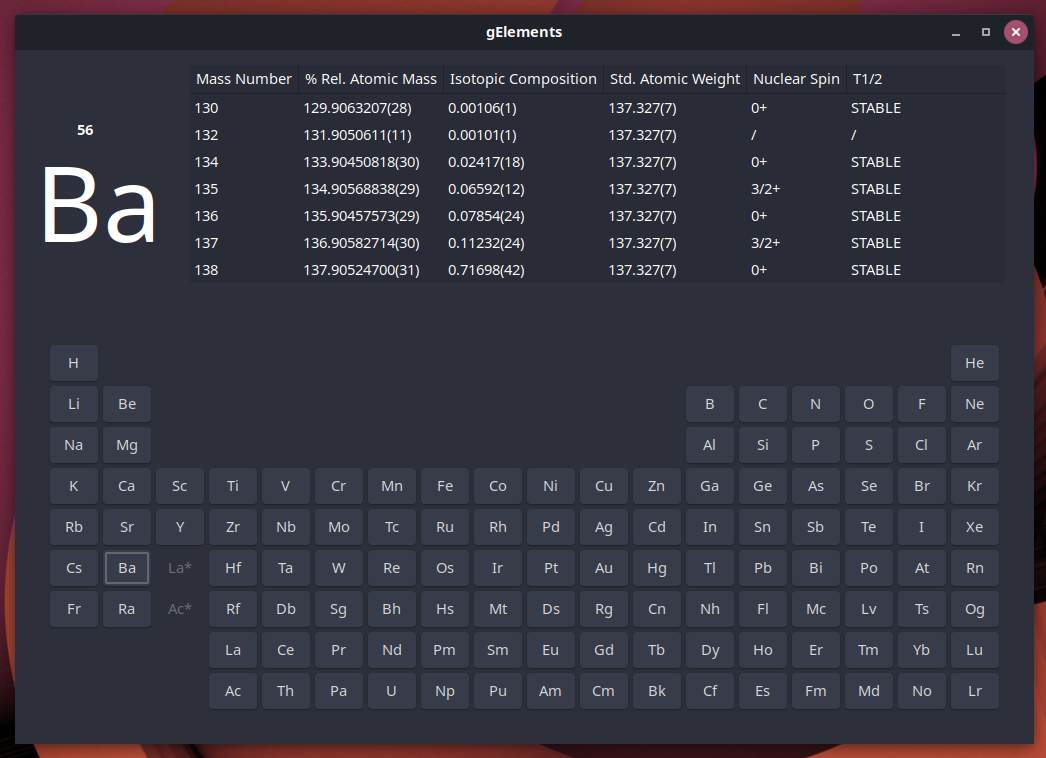 gElements
Mass Number % Rel. Atomic Mass Isotopic Composition Std. Atomic Weight Nuclear Spin T1/2
130 129.9063207(28) 0.00106(1) 137.327(7) 0+ STABLE
132 131.9050611(11) 0.00101(1) 137.327(7) / /
134 133.90450818(30) 0.02417(18) 137.327(7) 0+ STABLE
135 134.90568838(29) 0.06592(12) 137.327(7) 3/2+ STABLE
136 135.90457573(29) 0.07854(24) 137.327(7) 0+ STABLE
137 136.90582714(30) 0.11232(24) 137.327(7) 3/2+ STABLE
138 137.90524700(31) 0.71698(42) 137.327(7) 0+ STABLE
56
Ba
H He
Li Be B C N O F Ne
Na Mg Al Si P S Cl Ar
K Ca Sc Ti V Cr Mn Fe Co Ni Cu Zn Ga Ge As Se Br Kr
Rb Sr Y Zr Nb Mo Tc Ru Rh Pd Ag Cd In Sn Sb Te I Xe
Cs Ba La* Hf Ta W Re Os Ir Pt Au Hg Tl Pb Bi Po At Rn
Fr Ra Ac* Rf Db Sg Bh Hs Mt Ds Rg Cn Nh Fl Mc Lv Ts Og
La Ce Pr Nd Pm Sm Eu Gd Tb Dy Ho Er Tm Yb Lu
Ac Th Pa U Np Pu Am Cm Bk Cf Es Fm Md No Lr